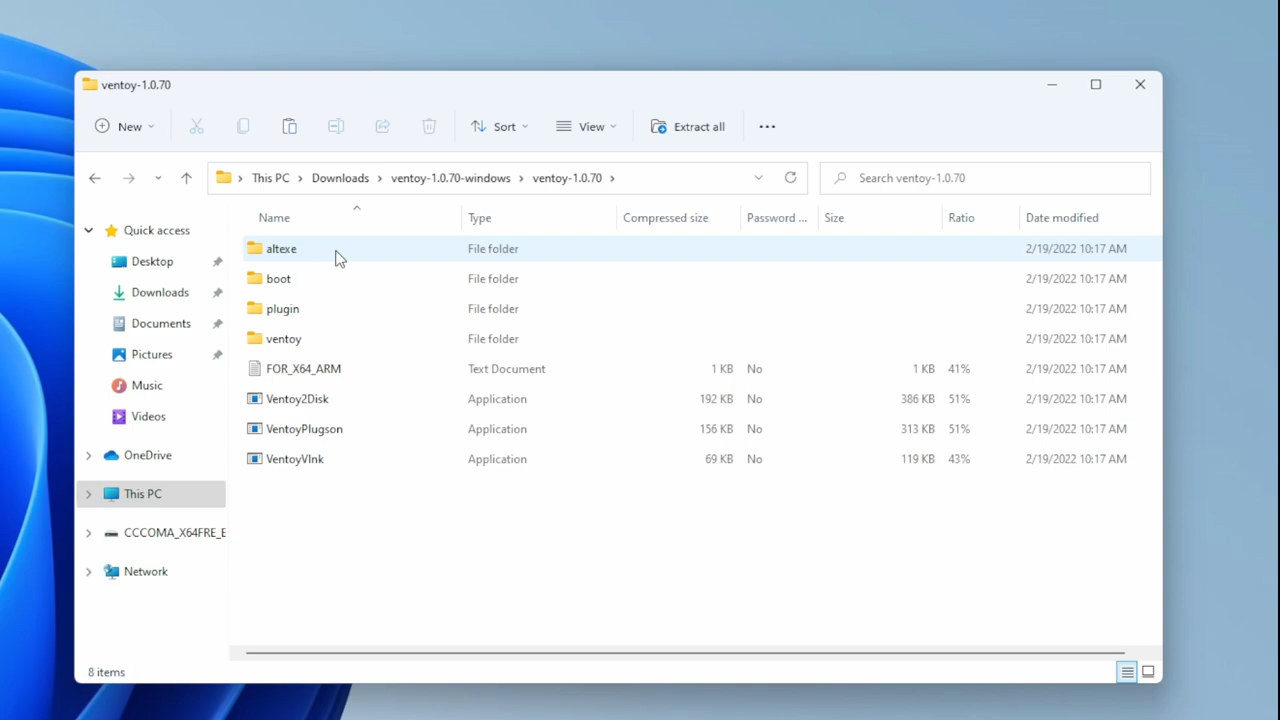 ventoy-1.0.70
New Sort View Extract all
This PC Downloads ventoy-1.0.70-windows ventoy-1.0.70 Search ventoy-1.0.70
Name Type Compressed size Password ... Size Ratio Date modified
Quick access
Desktop
Downloads
Documents
Pictures
Music
Videos
OneDrive
This PC
CCCOMA_X64FRE_E
Network
altexe File folder 2/19/2022 10:17 AM
boot File folder 2/19/2022 10:17 AM
plugin File folder 2/19/2022 10:17 AM
ventoy File folder 2/19/2022 10:17 AM
FOR_X64_ARM Text Document 1 KB No 1 KB 41% 2/19/2022 10:17 AM
Ventoy2Disk Application 192 KB No 386 KB 51% 2/19/2022 10:17 AM
VentoyPlugson Application 156 KB No 313 KB 51% 2/19/2022 10:17 AM
VentoyVlnk Application 69 KB No 119 KB 43% 2/19/2022 10:17 AM
8 items